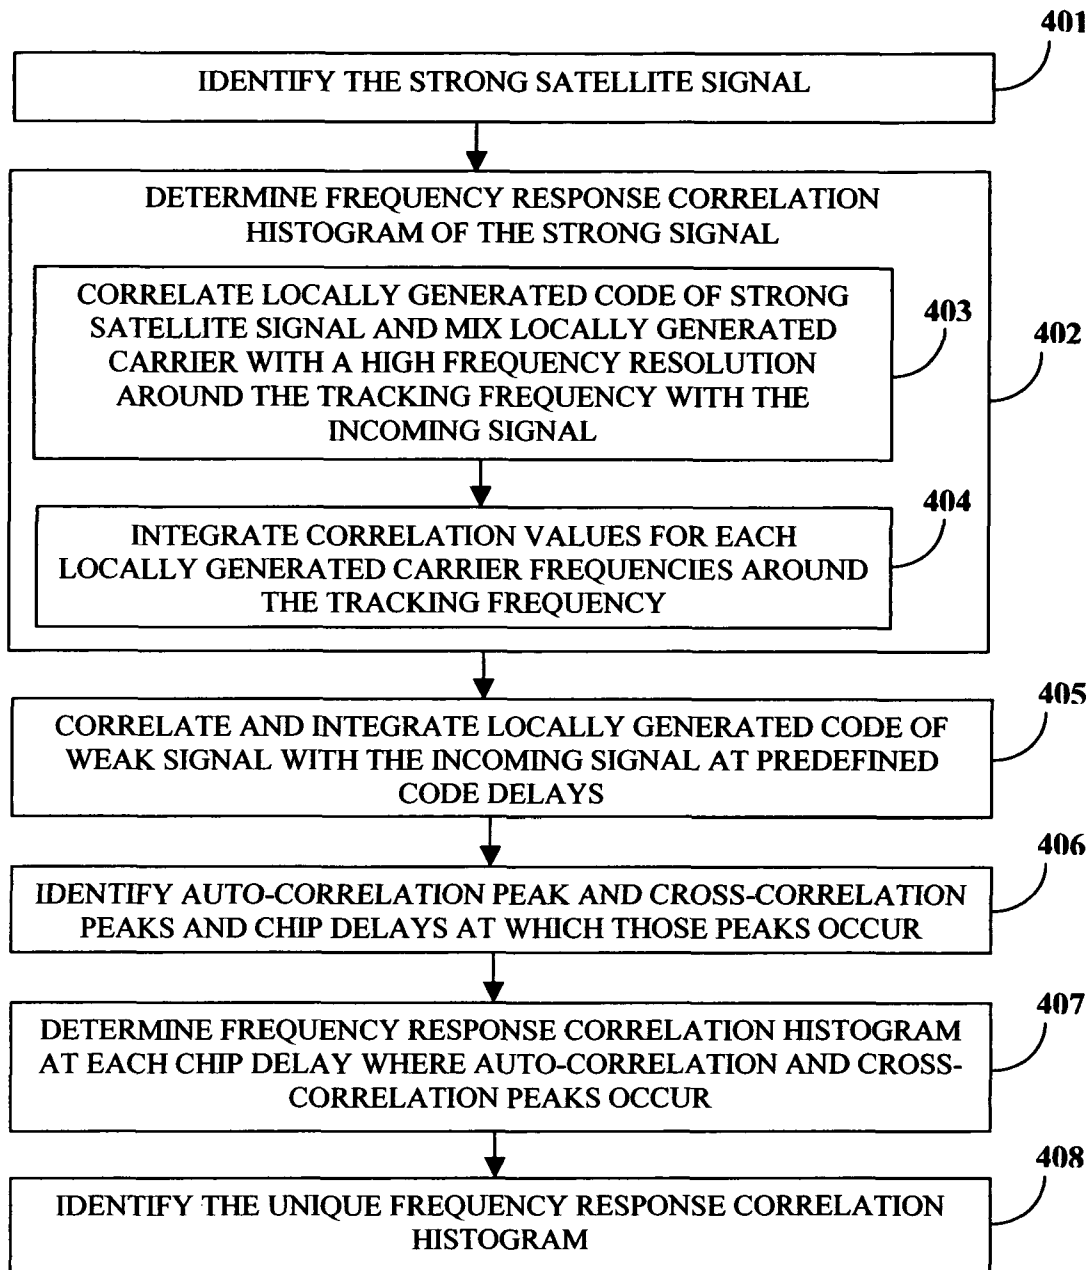 401
IDENTIFY THE STRONG SATELLITE SIGNAL
DETERMINE FREQUENCY RESPONSE CORRELATION
HISTOGRAM OF THE STRONG SIGNAL
402
CORRELATE LOCALLY GENERATED CODE OF STRONG
SATELLITE SIGNAL AND MIX LOCALLY GENERATED
CARRIER WITH A HIGH FREQUENCY RESOLUTION
AROUND THE TRACKING FREQUENCY WITH THE
INCOMING SIGNAL
403
INTEGRATE CORRELATION VALUES FOR EACH
LOCALLY GENERATED CARRIER FREQUENCIES AROUND
THE TRACKING FREQUENCY
404
CORRELATE AND INTEGRATE LOCALLY GENERATED CODE OF
WEAK SIGNAL WITH THE INCOMING SIGNAL AT PREDEFINED
CODE DELAYS
405
IDENTIFY AUTO-CORRELATION PEAK AND CROSS-CORRELATION
PEAKS AND CHIP DELAYS AT WHICH THOSE PEAKS OCCUR
406
DETERMINE FREQUENCY RESPONSE CORRELATION HISTOGRAM
AT EACH CHIP DELAY WHERE AUTO-CORRELATION AND CROSS-
CORRELATION PEAKS OCCUR
407
IDENTIFY THE UNIQUE FREQUENCY RESPONSE CORRELATION
HISTOGRAM
408